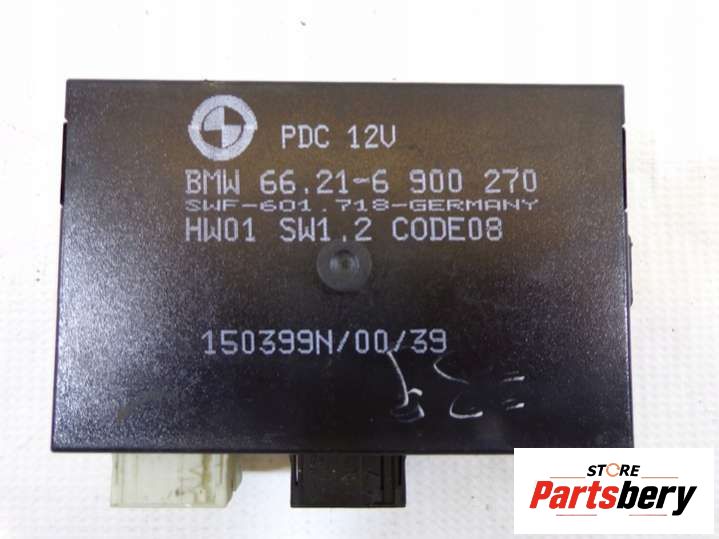 PDC 12V
BMW 66.21-6 900 270
SWF-601.718-GERMANY
HW01 SW1.2 CODE08
150399N/00/39
STORE
Partsbery